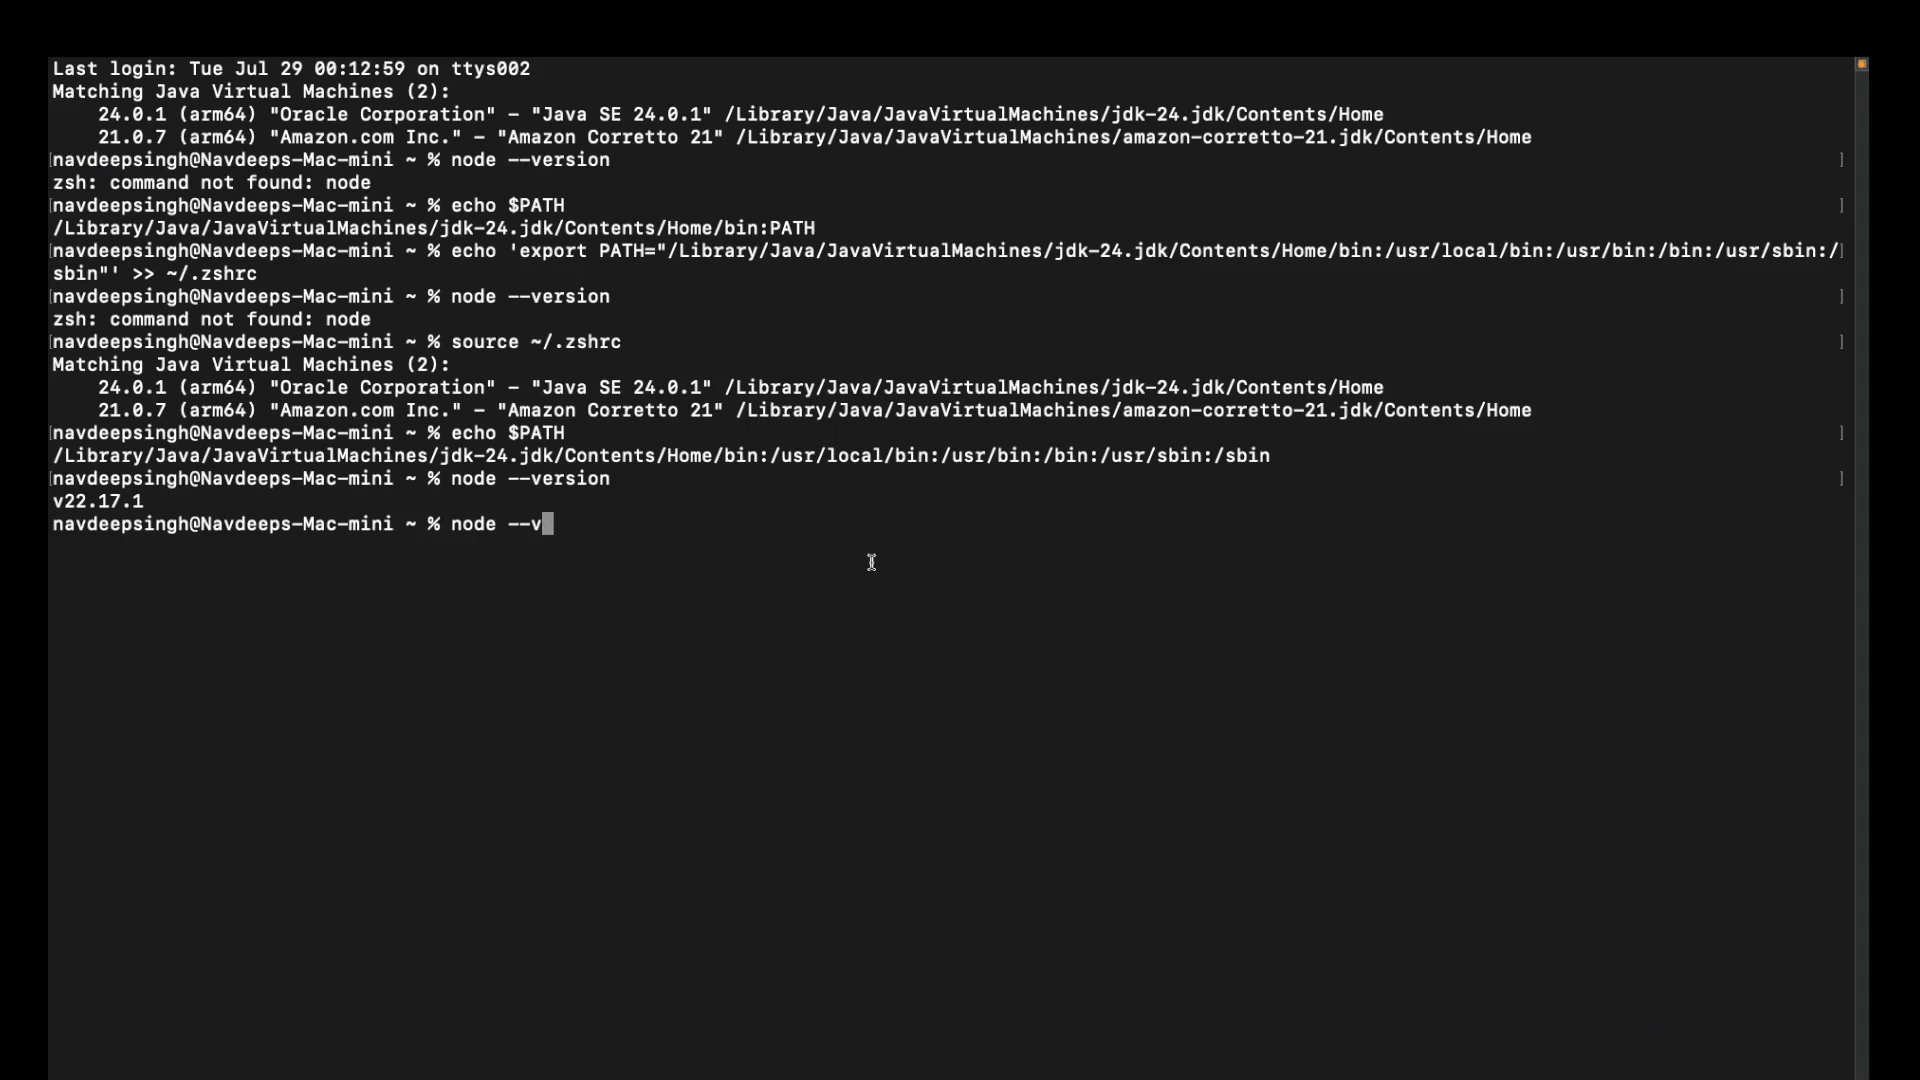 Last login: Tue Jul 29 00:12:59 on ttys002
Matching Java Virtual Machines (2):
    24.0.1 (arm64) "Oracle Corporation" - "Java SE 24.0.1" /Library/Java/JavaVirtualMachines/jdk-24.jdk/Contents/Home
    21.0.7 (arm64) "Amazon.com Inc." - "Amazon Corretto 21" /Library/Java/JavaVirtualMachines/amazon-corretto-21.jdk/Contents/Home
[navdeepsingh@Navdeeps-Mac-mini ~ % node --version ]
zsh: command not found: node
[navdeepsingh@Navdeeps-Mac-mini ~ % echo $PATH ]
/Library/Java/JavaVirtualMachines/jdk-24.jdk/Contents/Home/bin:PATH
[navdeepsingh@Navdeeps-Mac-mini ~ % echo 'export PATH="/Library/Java/JavaVirtualMachines/jdk-24.jdk/Contents/Home/bin:/usr/local/bin:/usr/bin:/bin:/usr/sbin:/]
sbin"' >> ~/.zshrc
[navdeepsingh@Navdeeps-Mac-mini ~ % node --version ]
zsh: command not found: node
[navdeepsingh@Navdeeps-Mac-mini ~ % source ~/.zshrc ]
Matching Java Virtual Machines (2):
    24.0.1 (arm64) "Oracle Corporation" - "Java SE 24.0.1" /Library/Java/JavaVirtualMachines/jdk-24.jdk/Contents/Home
    21.0.7 (arm64) "Amazon.com Inc." - "Amazon Corretto 21" /Library/Java/JavaVirtualMachines/amazon-corretto-21.jdk/Contents/Home
[navdeepsingh@Navdeeps-Mac-mini ~ % echo $PATH ]
/Library/Java/JavaVirtualMachines/jdk-24.jdk/Contents/Home/bin:/usr/local/bin:/usr/bin:/bin:/usr/sbin:/sbin
[navdeepsingh@Navdeeps-Mac-mini ~ % node --version ]
v22.17.1
navdeepsingh@Navdeeps-Mac-mini ~ % node --v